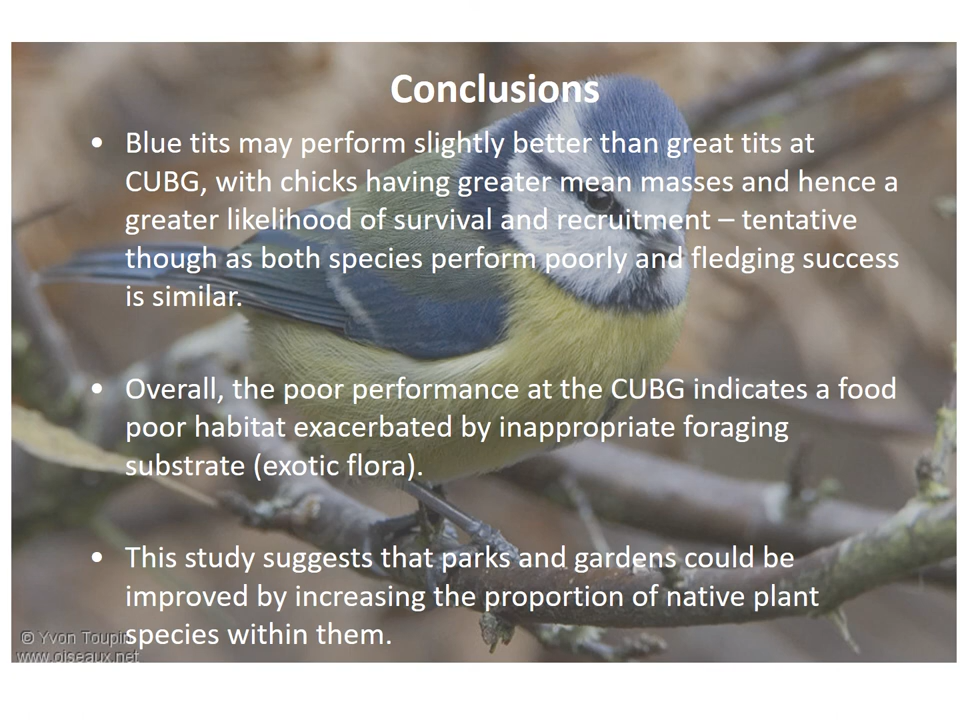 Conclusions
• Blue tits may perform slightly better than great tits at
CUBG, with chicks having greater mean masses and hence a
greater likelihood of survival and recruitment – tentative
though as both species perform poorly and fledging success
is similar.
• Overall, the poor performance at the CUBG indicates a food
poor habitat exacerbated by inappropriate foraging
substrate (exotic flora).
• This study suggests that parks and gardens could be
improved by increasing the proportion of native plant
species within them.
© Yvon Toupin
www.oiseaux.net